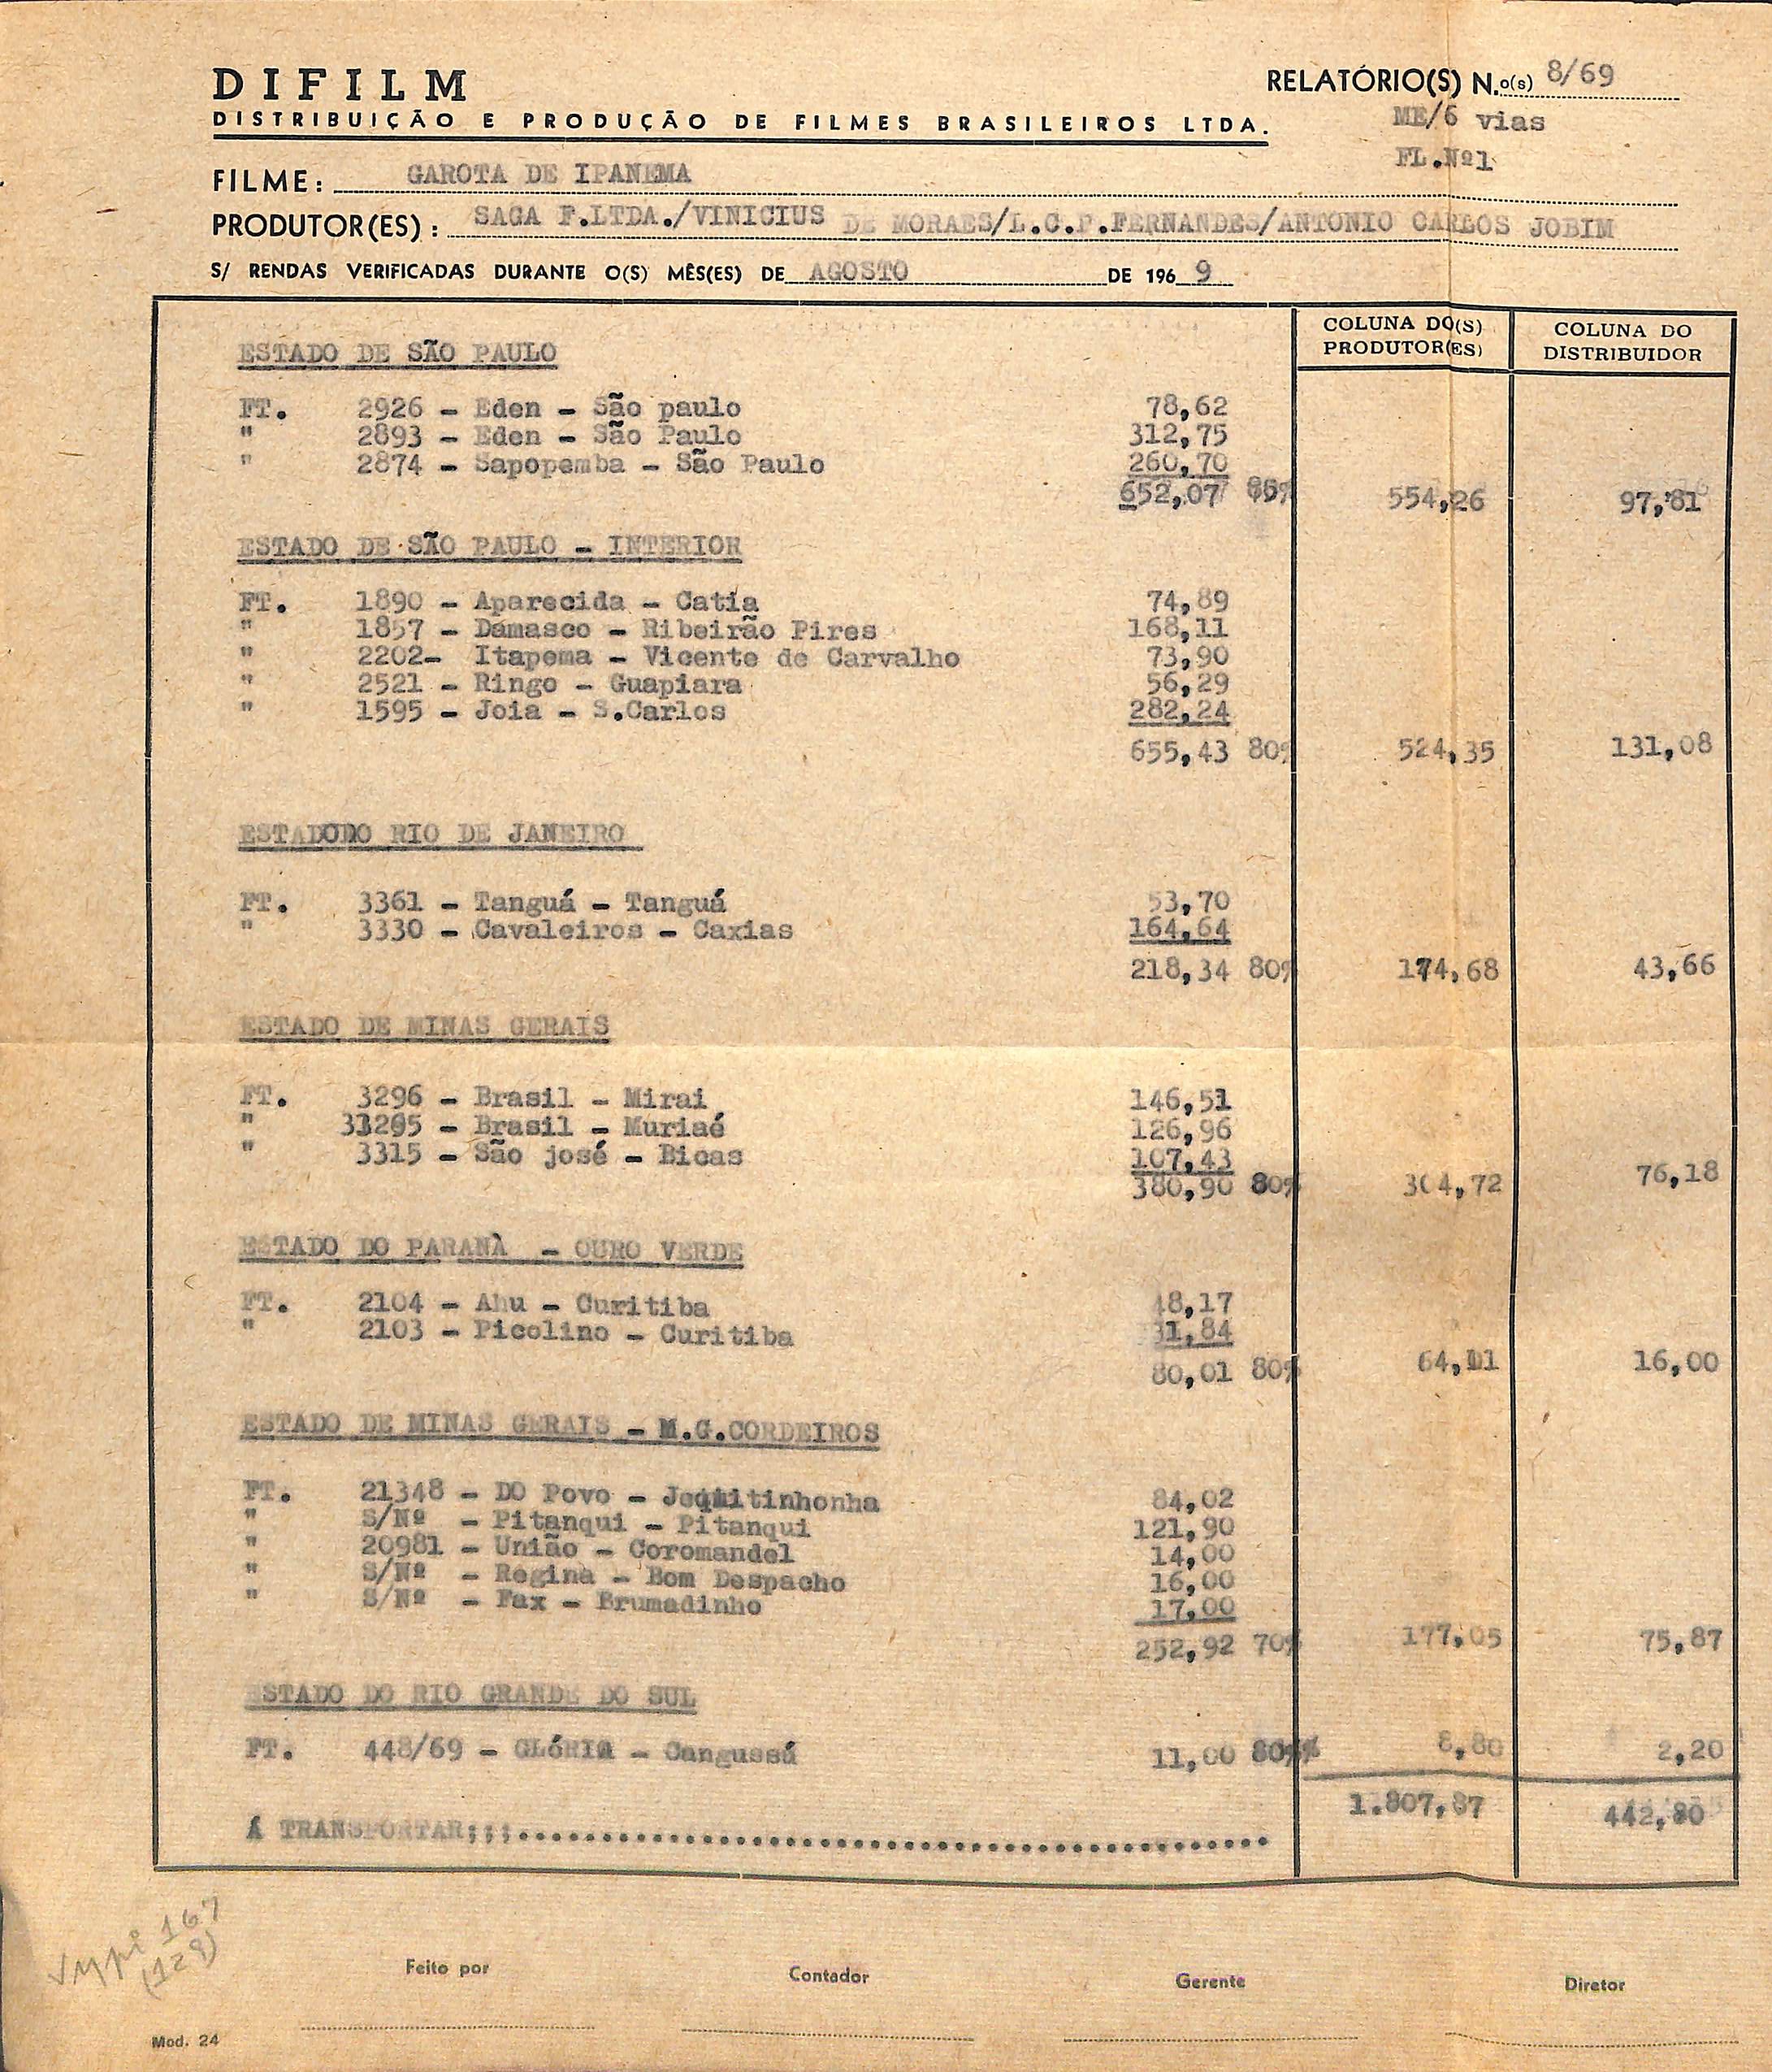 DIFILM
DISTRIBUIÇÃO E PRODUÇÃO DE FILMES BRASILEIROS LTDA.
RELATÓRIO(S) N.o(s) 8/69
ME/6 vias
FL.Nº1
FILME: GAROTA DE IPANEMA
PRODUTOR(ES): SAGA F.LTDA./VINICIUS DE MORAES/L.C.P.FERNANDES/ANTONIO CARLOS JOBIM
S/ RENDAS VERIFICADAS DURANTE O(S) MÊS(ES) DE AGOSTO DE 1969
COLUNA DO(S) PRODUTOR(ES) COLUNA DO DISTRIBUIDOR
ESTADO DE SÃO PAULO
FT. 2926 - Eden - São paulo 78,62
" 2893 - Eden - São Paulo 312,75
" 2874 - Sapopemba - São Paulo 260,70
652,07 85% 554,26 97,81
ESTADO DE SÃO PAULO - INTERIOR
FT. 1890 - Aparecida - Catía 74,89
" 1857 - Damasco - Ribeirão Pires 168,11
" 2202- Itapema - Vicente de Carvalho 73,90
" 2521 - Ringo - Guapiara 56,29
" 1595 - Joia - S.Carlos 282,24
655,43 80% 524,35 131,08
ESTADODO RIO DE JANEIRO
FT. 3361 - Tanguá - Tanguá 53,70
" 3330 - Cavaleiros - Caxias 164,64
218,34 80% 174,68 43,66
ESTADO DE MINAS GERAIS
FT. 3296 - Brasil - Mirai 146,51
" - Brasil - Muriaé 126,96
" 3315 - São josé - Bicas 107,43
380,90 80% 304,72 76,18
ESTADO DO PARANÀ - OURO VERDE
FT. 2104 - Ahu - Curitiba 48,17
" 2103 - Picolino - Curitiba 31,84
80,01 80% 64,01 16,00
ESTADO DE MINAS GERAIS - M.G.CORDEIROS
FT. 21348 - DO Povo - Jequitinhonha 84,02
" S/Nº - Pitanqui - Pitanqui 121,90
" 20981 - União - Coromandel 14,00
" S/Nº - Regina - Bom Despacho 16,00
" S/Nº - Fax - Brumadinho 17,00
252,92 70% 177,05 75,87
ESTADO DO RIO GRANDE DO SUL
FT. 448/69 - GLóRIA - Cangussú 11,00 80% 8,80 2,20
Á TRANSPORTAR;;;........................................................ 1.807,87 442,80
vmpi 167
(129)
Feito por Contador Gerente Diretor
Mod. 24